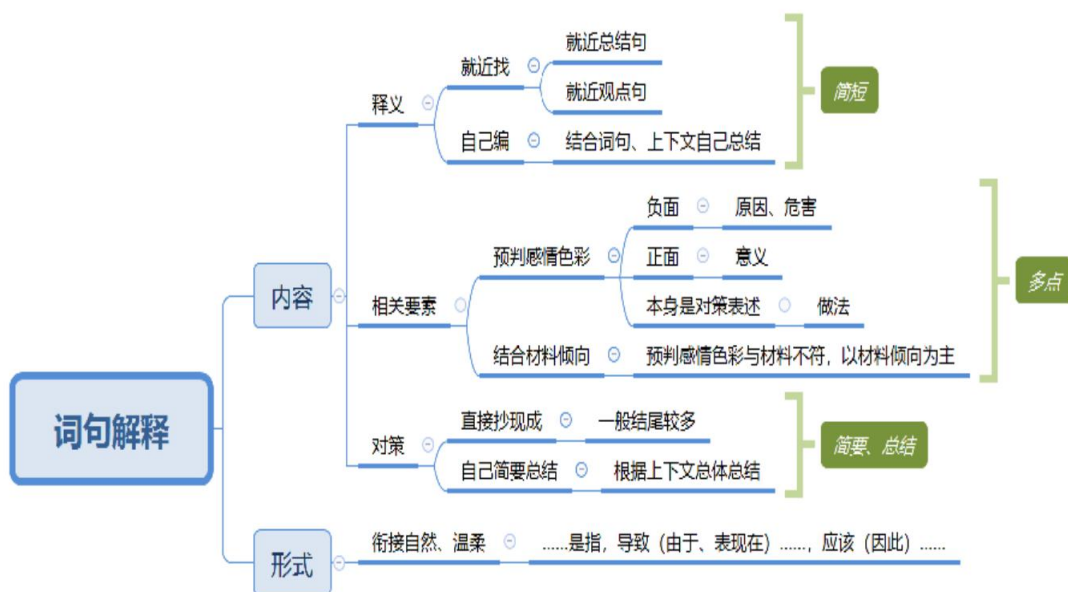 词句解释
内容
释义
就近找
就近总结句
就近观点句
自己编
结合词句、上下文自己总结
简短
相关要素
预判感情色彩
负面
原因、危害
正面
意义
本身是对策表述
做法
结合材料倾向
预判感情色彩与材料不符，以材料倾向为主
多点
对策
直接抄现成
一般结尾较多
自己简要总结
根据上下文总体总结
简要、总结
形式
衔接自然、温柔
……是指，导致（由于、表现在）……，应该（因此）……